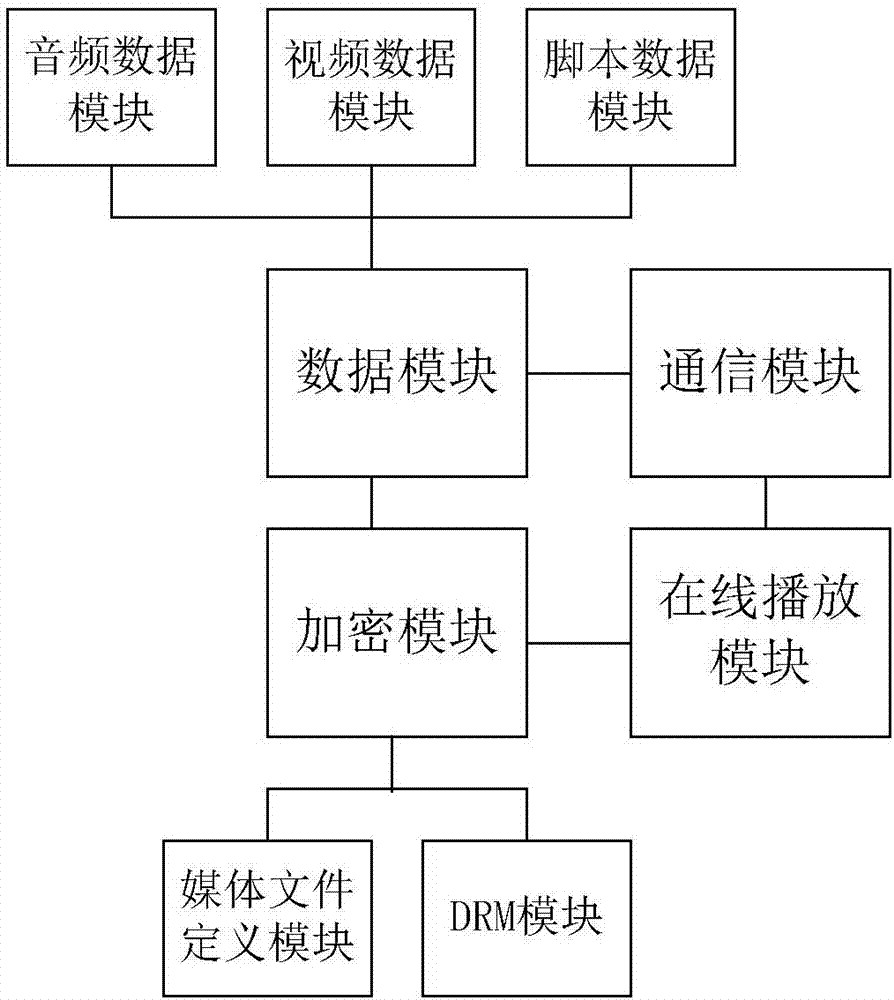 音频数据
模块
视频数据
模块
脚本数据
模块
数据模块
通信模块
加密模块
在线播放
模块
媒体文件
定义模块
DRM模块